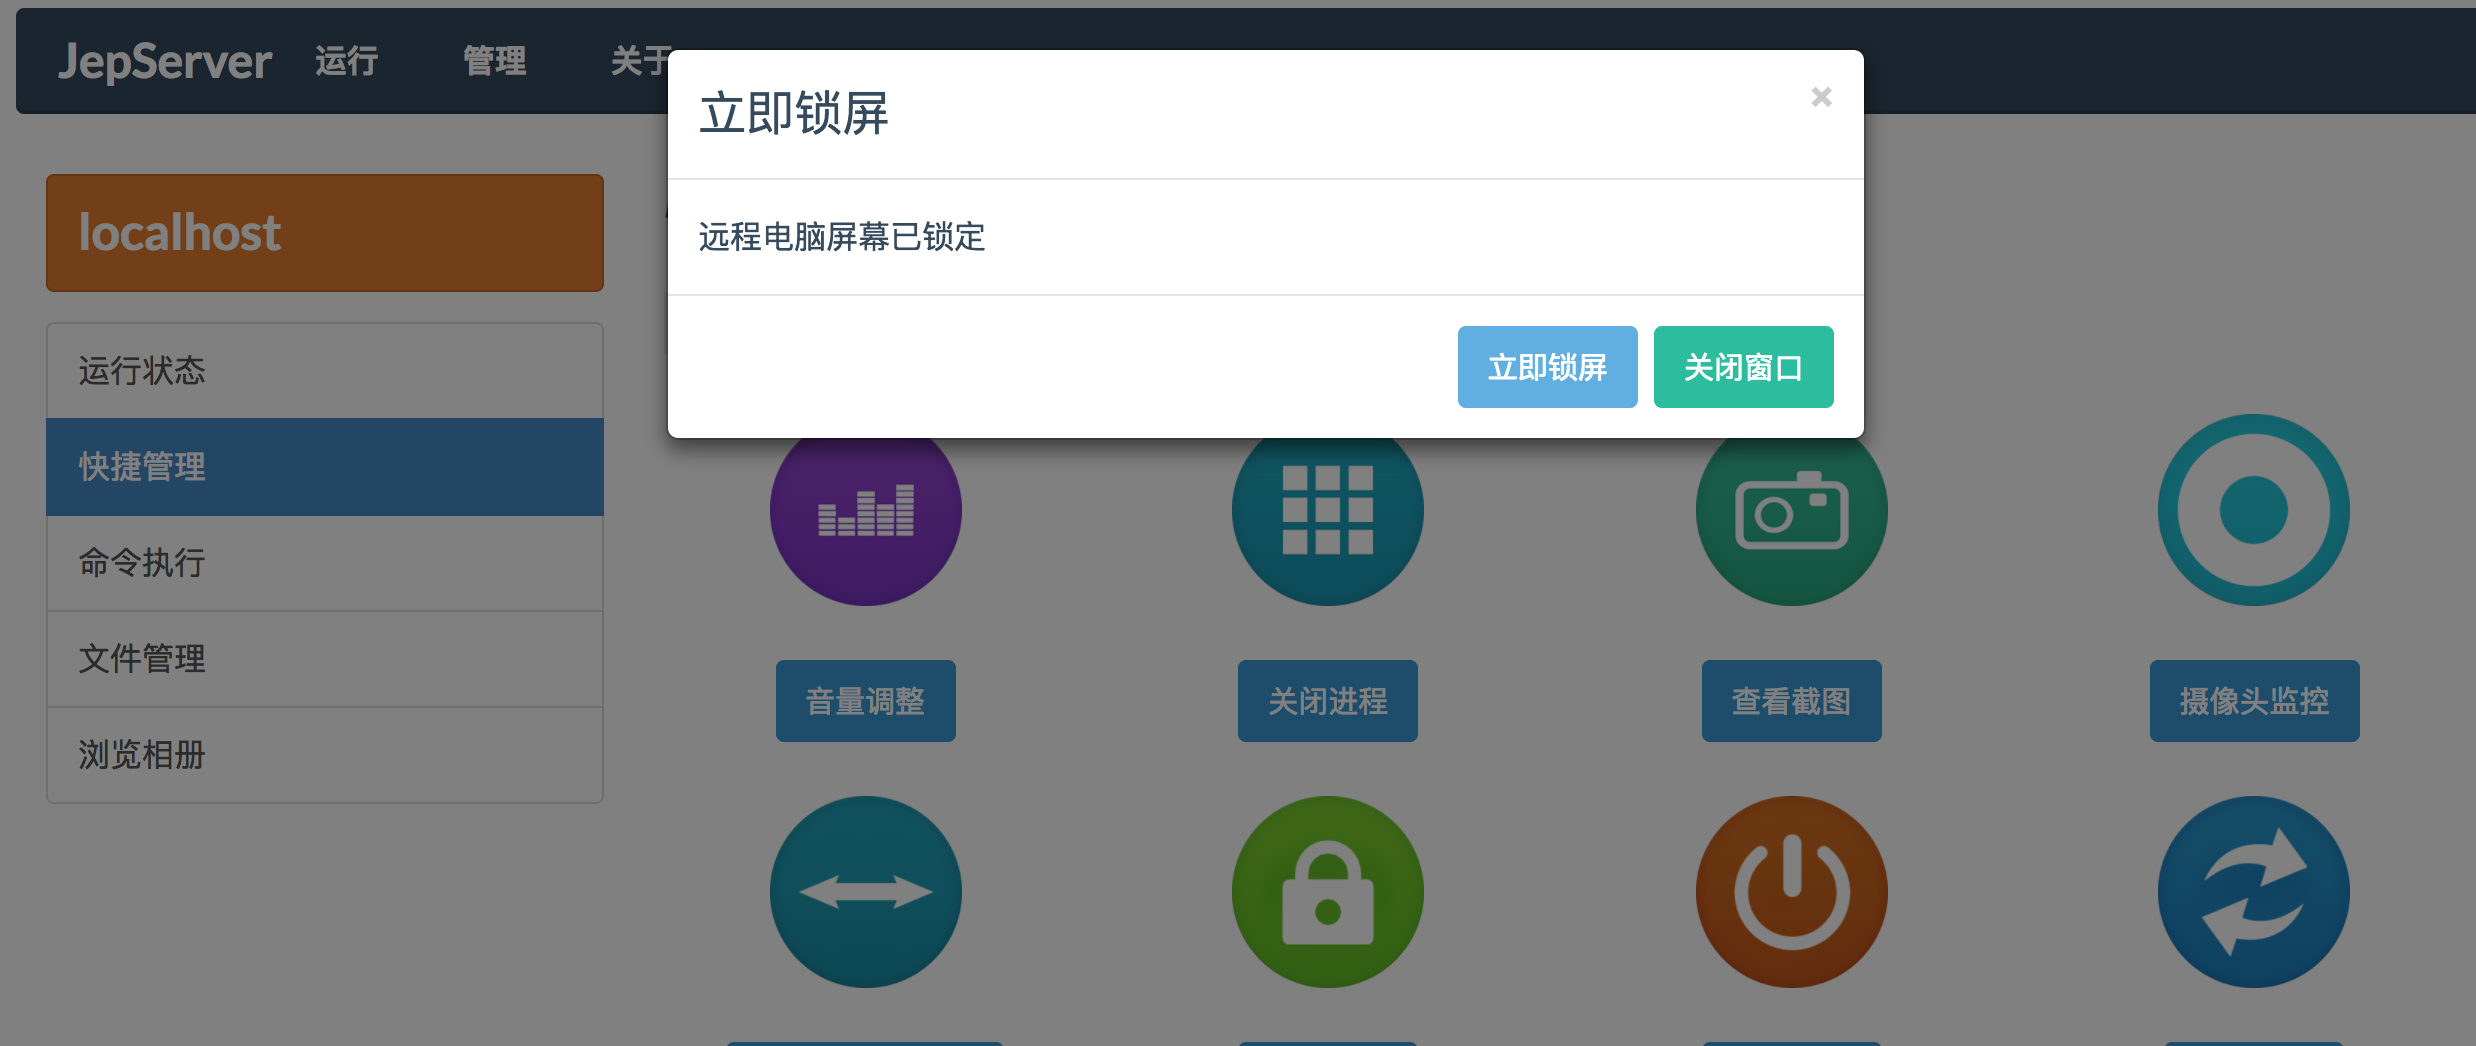 JepServer 运行 管理 关于
立即锁屏
×
远程电脑屏幕已锁定
立即锁屏 关闭窗口
localhost
运行状态
快捷管理
命令执行
文件管理
浏览相册
音量调整 关闭进程 查看截图 摄像头监控